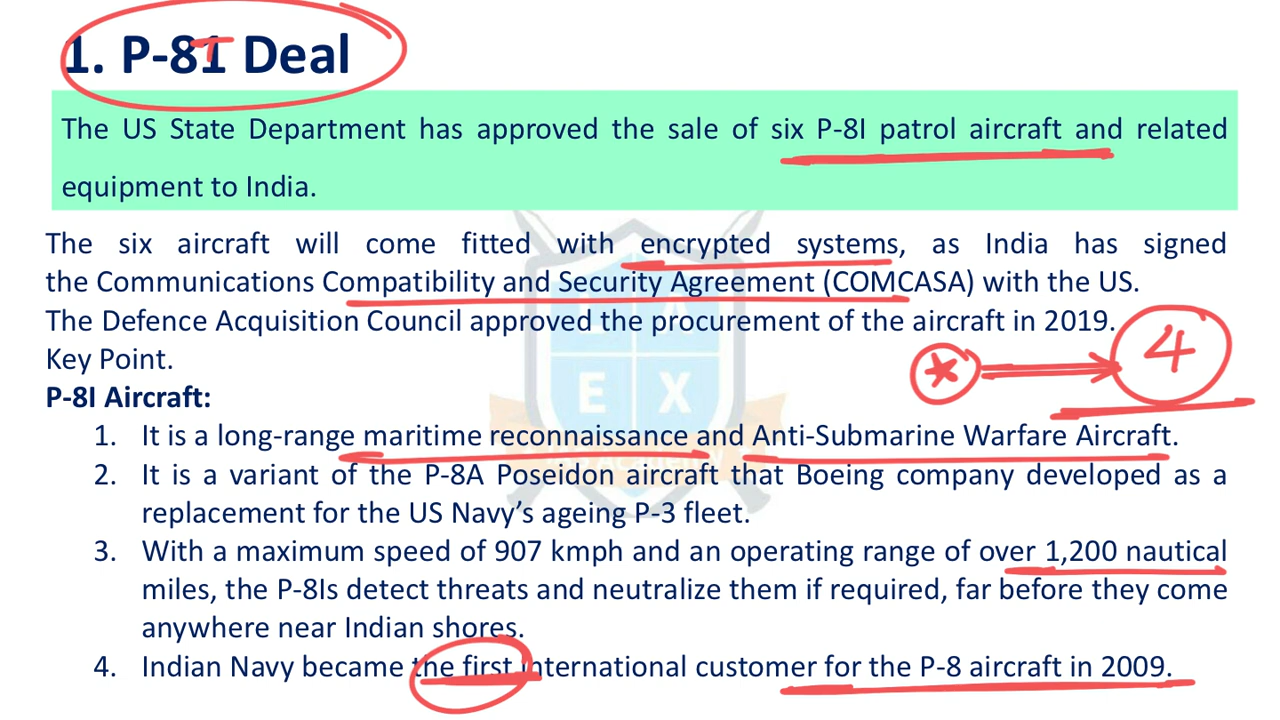 1. P-81 Deal
The US State Department has approved the sale of six P-8I patrol aircraft and related
equipment to India.
The six aircraft will come fitted with encrypted systems, as India has signed
the Communications Compatibility and Security Agreement (COMCASA) with the US.
The Defence Acquisition Council approved the procurement of the aircraft in 2019.
4
Key Point.
P-8I Aircraft:
1. It is a long-range maritime reconnaissance and Anti-Submarine Warfare Aircraft.
2. It is a variant of the P-8A Poseidon aircraft that Boeing company developed as a
replacement for the US Navy’s ageing P-3 fleet.
3. With a maximum speed of 907 kmph and an operating range of over 1,200 nautical
miles, the P-8Is detect threats and neutralize them if required, far before they come
anywhere near Indian shores.
4. Indian Navy became the first international customer for the P-8 aircraft in 2009.
E X